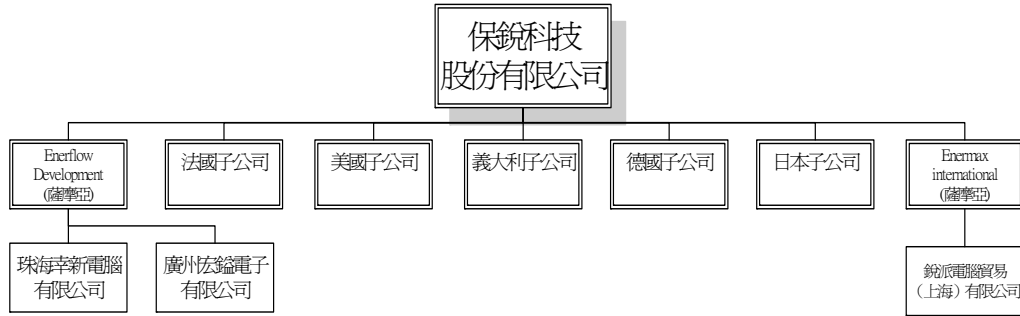 保銳科技
股份有限公司
Enerflow
Development
(薩摩亞)
法國子公司
美國子公司
義大利子公司
德國子公司
日本子公司
Enermax
international
(薩摩亞)
珠海幸新電腦
有限公司
廣州宏鎰電子
有限公司
銳派電腦貿易
（上海）有限公司